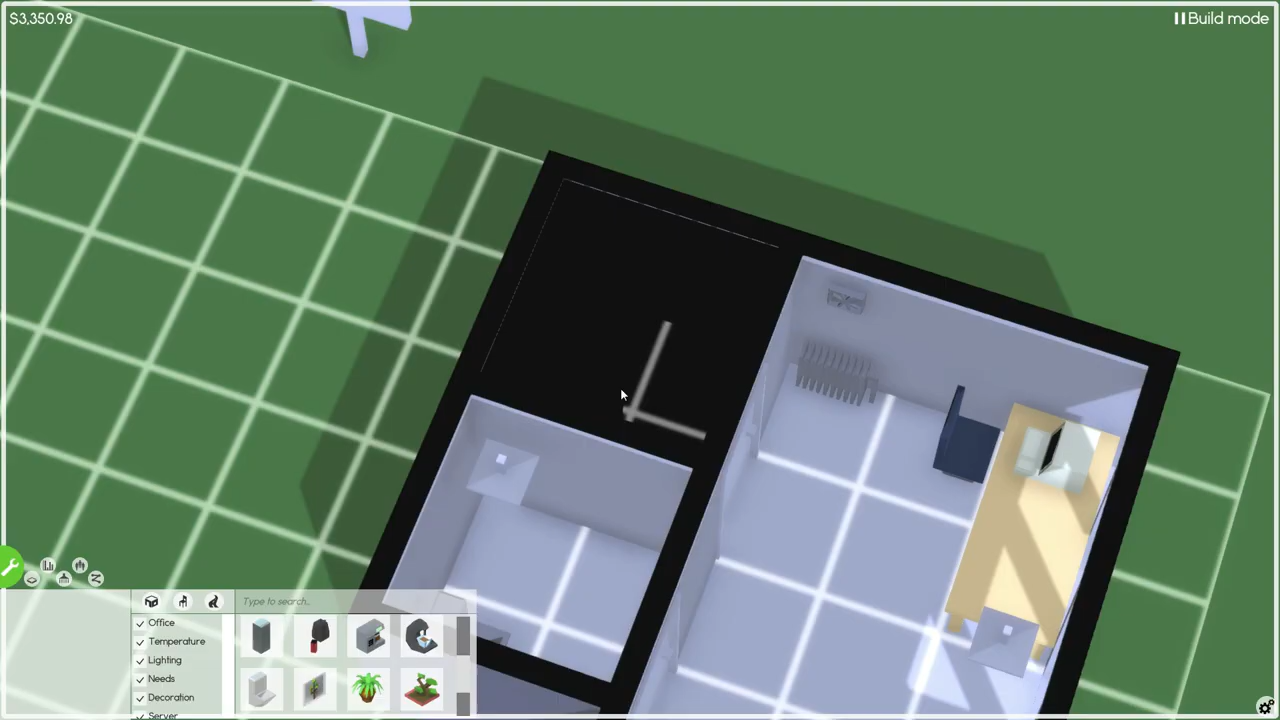 $3,350.98
Build mode
Type to search..
Office
Temperature
Lighting
Needs
Decoration
Server